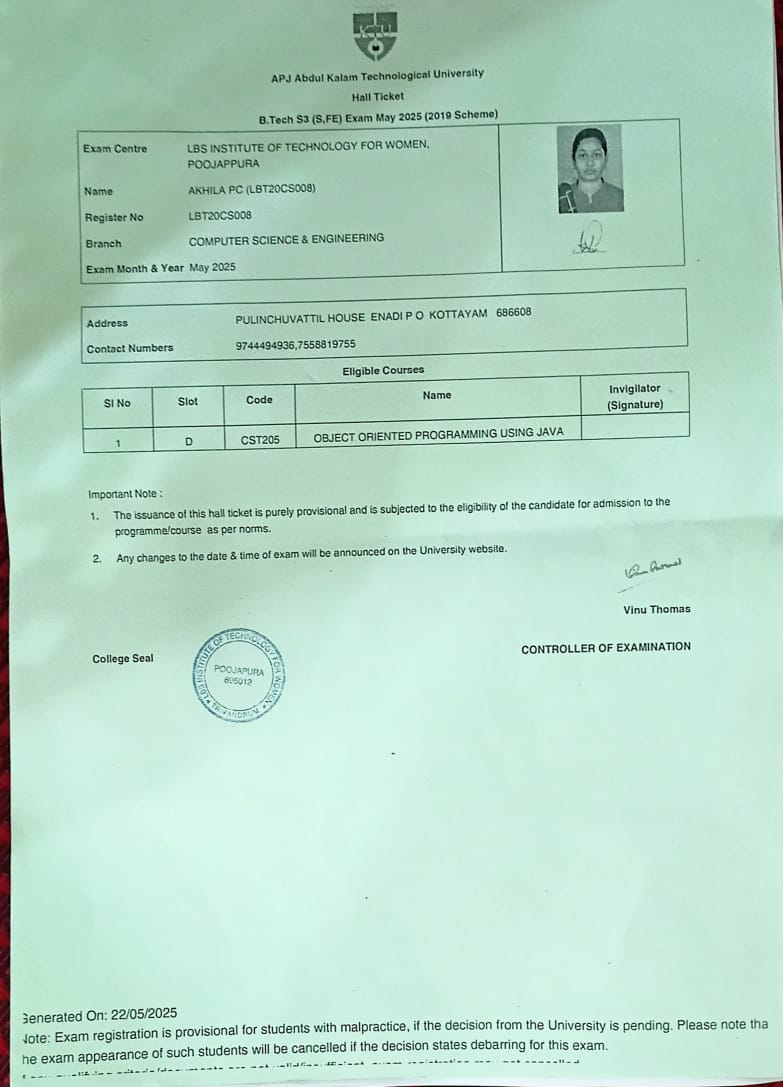 KTU
APJ Abdul Kalam Technological University
Hall Ticket
B.Tech S3 (S,FE) Exam May 2025 (2019 Scheme)
Exam Centre LBS INSTITUTE OF TECHNOLOGY FOR WOMEN,
POOJAPPURA
Name AKHILA PC (LBT20CS008)
Register No LBT20CS008
Branch COMPUTER SCIENCE & ENGINEERING
Exam Month & Year May 2025
Address PULINCHUVATTIL HOUSE ENADI P O KOTTAYAM 686608
Contact Numbers 9744494936,7558819755
Eligible Courses
Sl No Slot Code Name Invigilator
(Signature)
1 D CST205 OBJECT ORIENTED PROGRAMMING USING JAVA
Important Note :
1. The issuance of this hall ticket is purely provisional and is subjected to the eligibility of the candidate for admission to the
programme/course as per norms.
2. Any changes to the date & time of exam will be announced on the University website.
Vinu Thomas
CONTROLLER OF EXAMINATION
College Seal
LBS INSTITUTE OF TECHNOLOGY FOR WOMEN
POOJAPURA
695012
TRIVANDRUM
Generated On: 22/05/2025
Note: Exam registration is provisional for students with malpractice, if the decision from the University is pending. Please note tha
he exam appearance of such students will be cancelled if the decision states debarring for this exam.